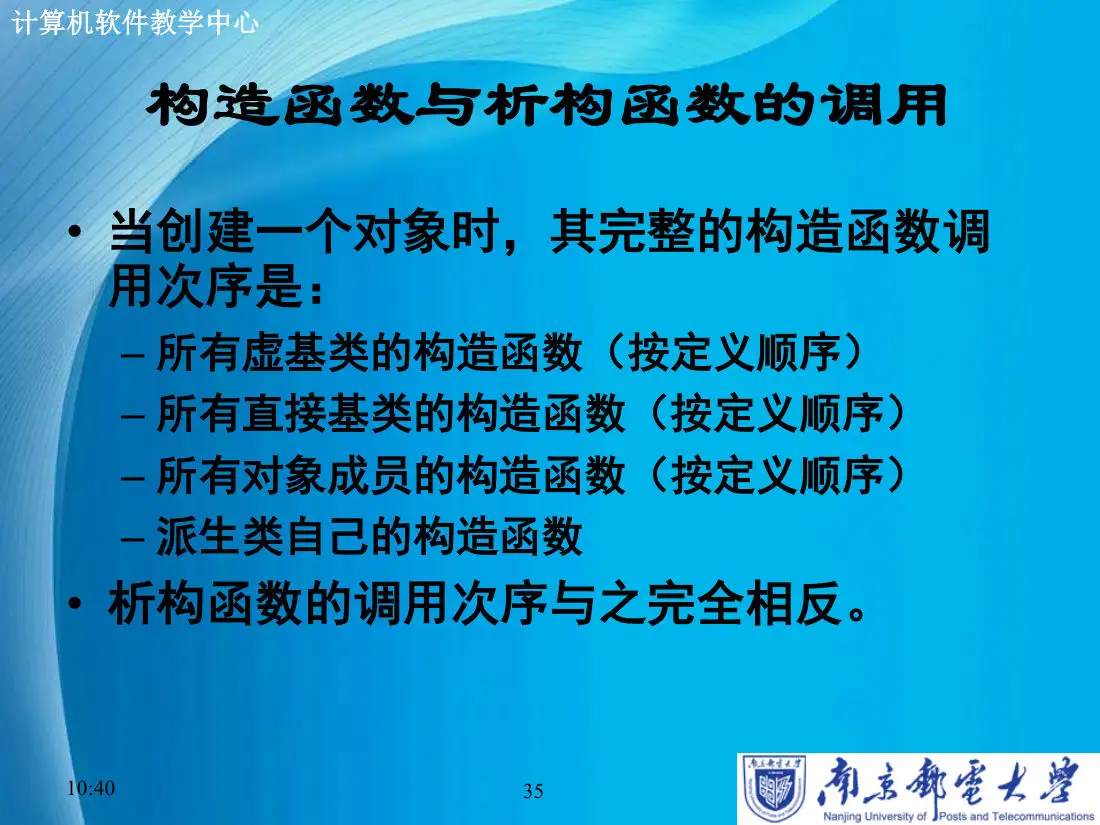 计算机软件教学中心
构造函数与析构函数的调用
• 当创建一个对象时，其完整的构造函数调
用次序是：
– 所有虚基类的构造函数（按定义顺序）
– 所有直接基类的构造函数（按定义顺序）
– 所有对象成员的构造函数（按定义顺序）
– 派生类自己的构造函数
• 析构函数的调用次序与之完全相反。
10:40
35
南京郵電大学
Nanjing University of Posts and Telecommunications